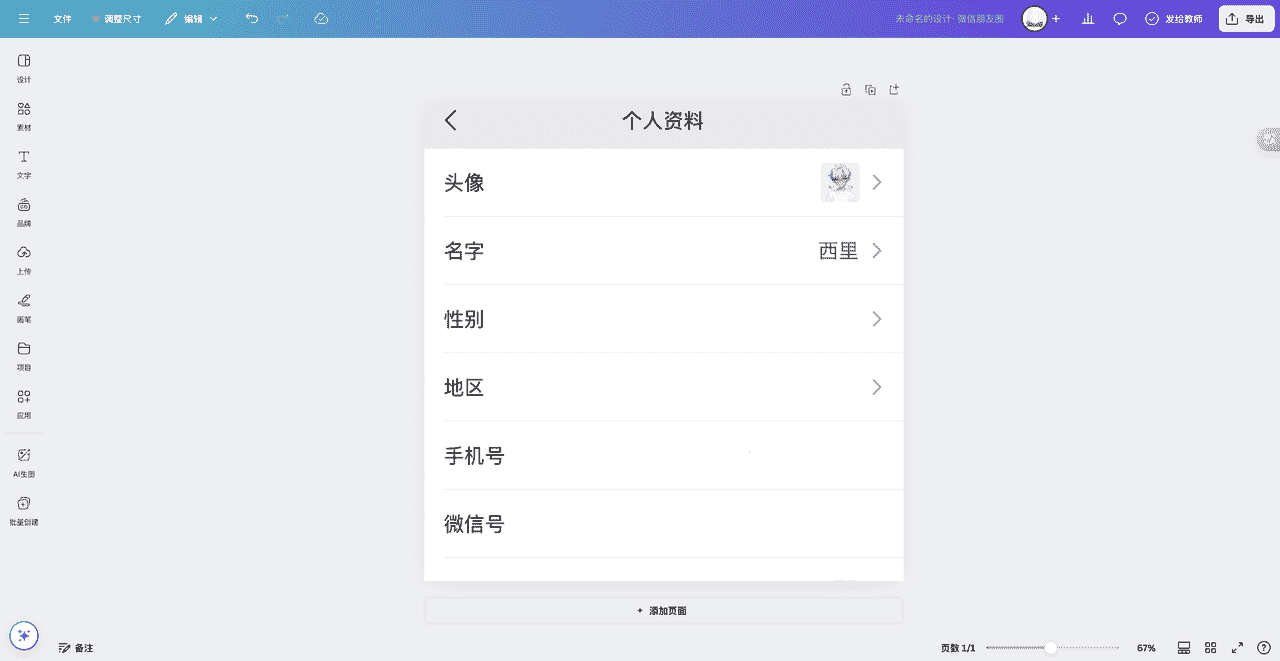 文件 调整尺寸 编辑 未命名的设计- 微信朋友圈 发给教师 导出
设计
素材
文字
品牌
上传
画笔
项目
应用
AI生图
批量创建
个人资料
头像
名字 西里
性别
地区
手机号
微信号
+ 添加页面
备注 页数 1/1 67%